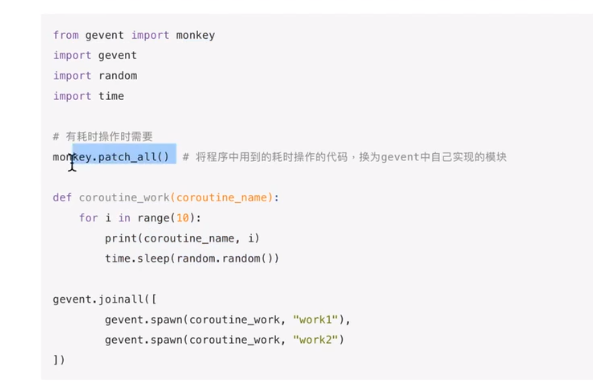 from gevent import monkey
import gevent
import random
import time
# 有耗时操作时需要
monkey.patch_all()  # 将程序中用到的耗时操作的代码，换为gevent中自己实现的模块
def coroutine_work(coroutine_name):
    for i in range(10):
        print(coroutine_name, i)
        time.sleep(random.random())
gevent.joinall([
        gevent.spawn(coroutine_work, "work1"),
        gevent.spawn(coroutine_work, "work2")
])